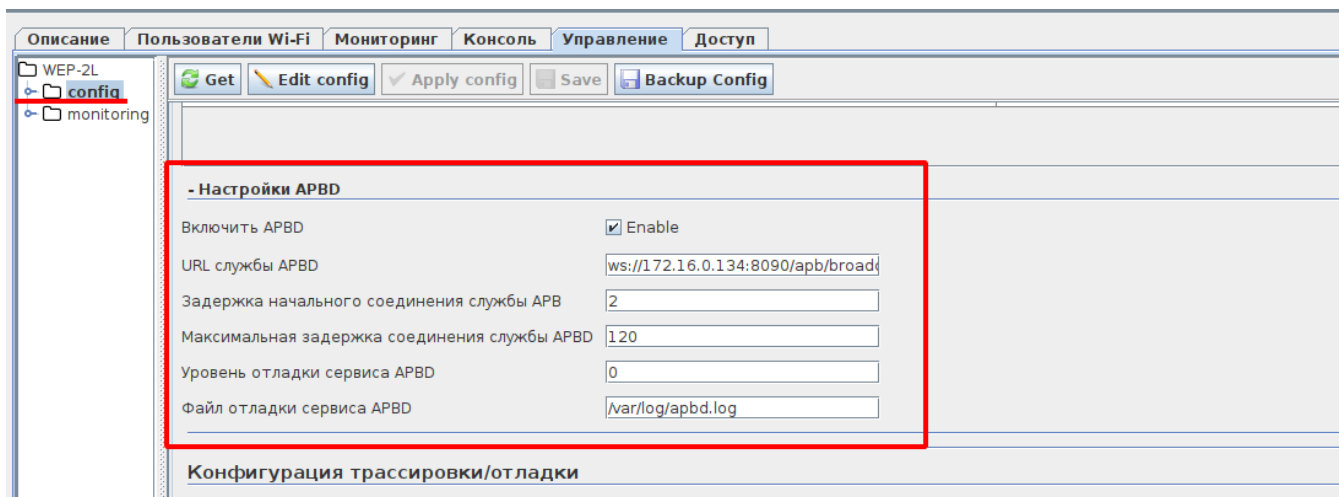 Описание Пользователи Wi-Fi Мониторинг Консоль Управление Доступ
WEP-2L
config
monitoring
Get Edit config Apply config Save Backup Config
- Настройки APBD
Включить APBD Enable
URL службы APBD ws://172.16.0.134:8090/apb/broadc
Задержка начального соединения службы APB 2
Максимальная задержка соединения службы APBD 120
Уровень отладки сервиса APBD 0
Файл отладки сервиса APBD /var/log/apbd.log
Конфигурация трассировки/отладки